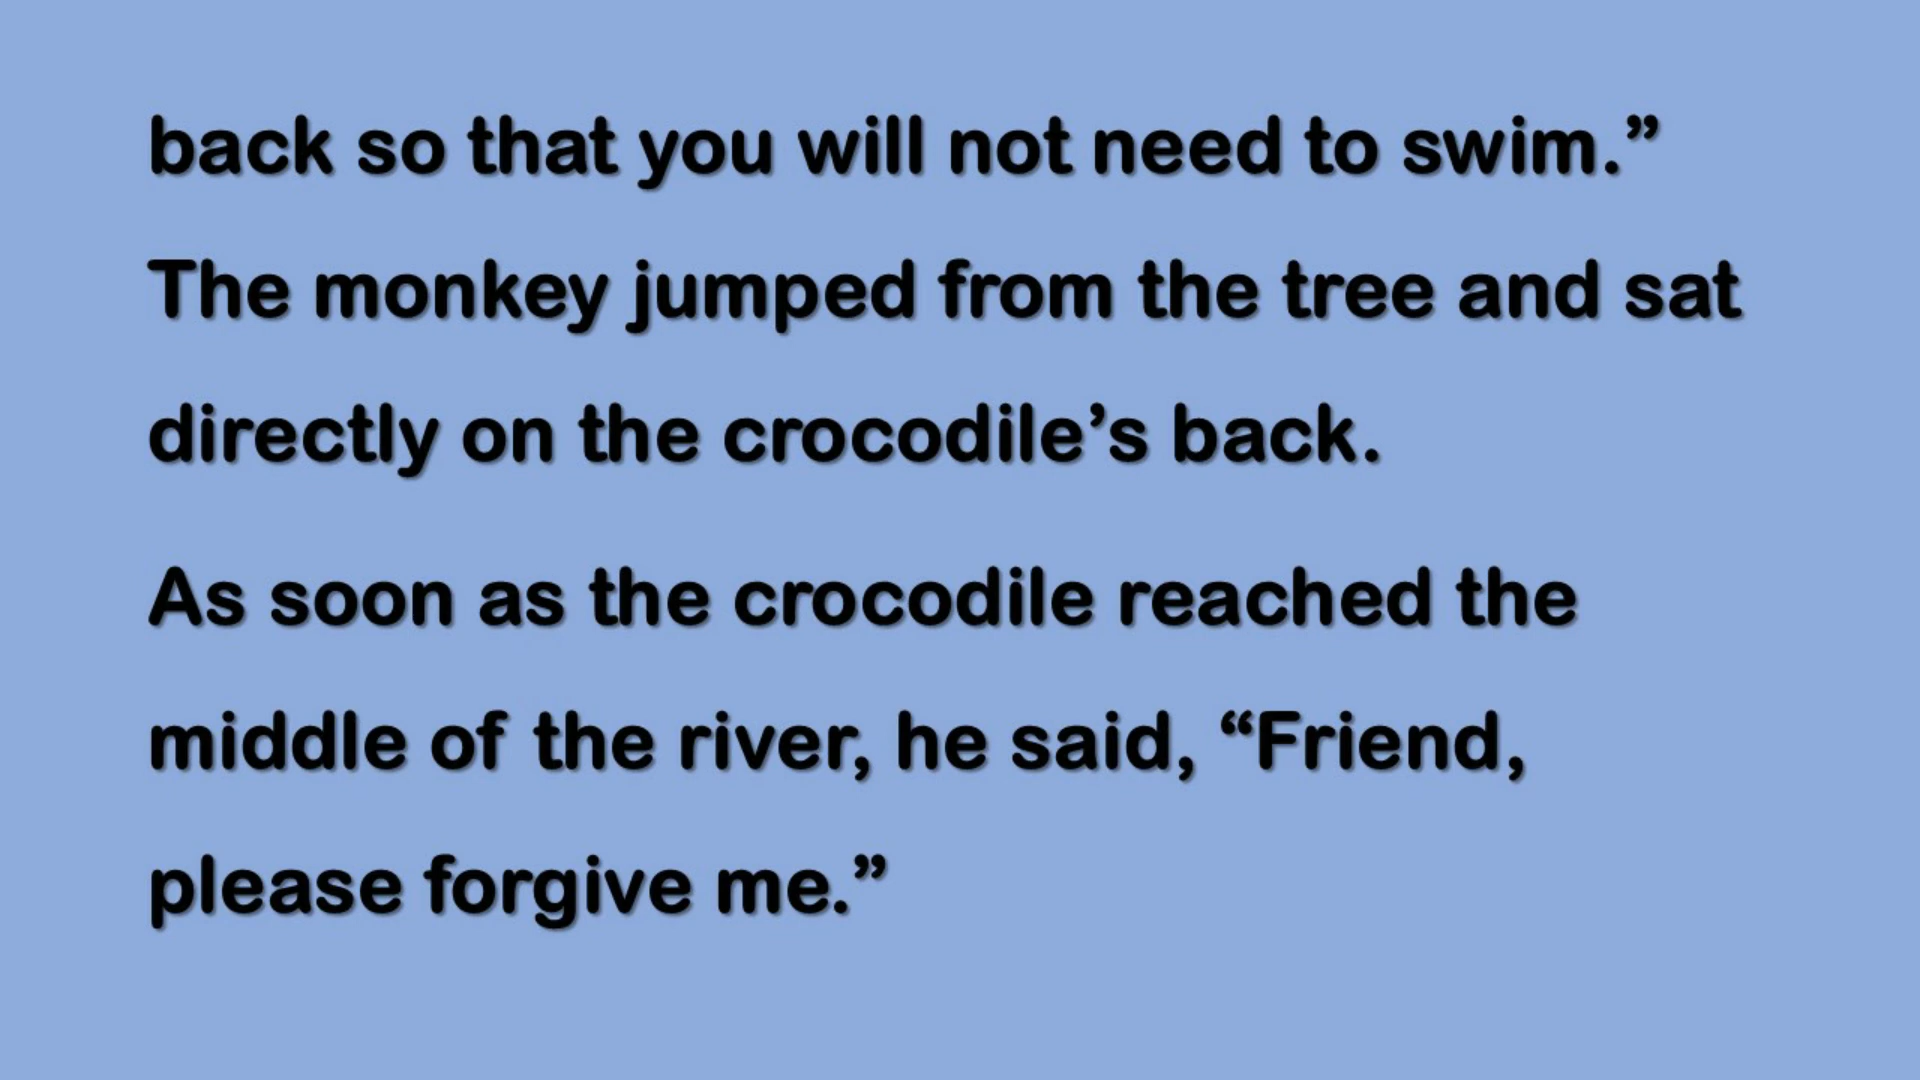 back so that you will not need to swim.”
The monkey jumped from the tree and sat
directly on the crocodile’s back.
As soon as the crocodile reached the
middle of the river, he said, “Friend,
please forgive me.”